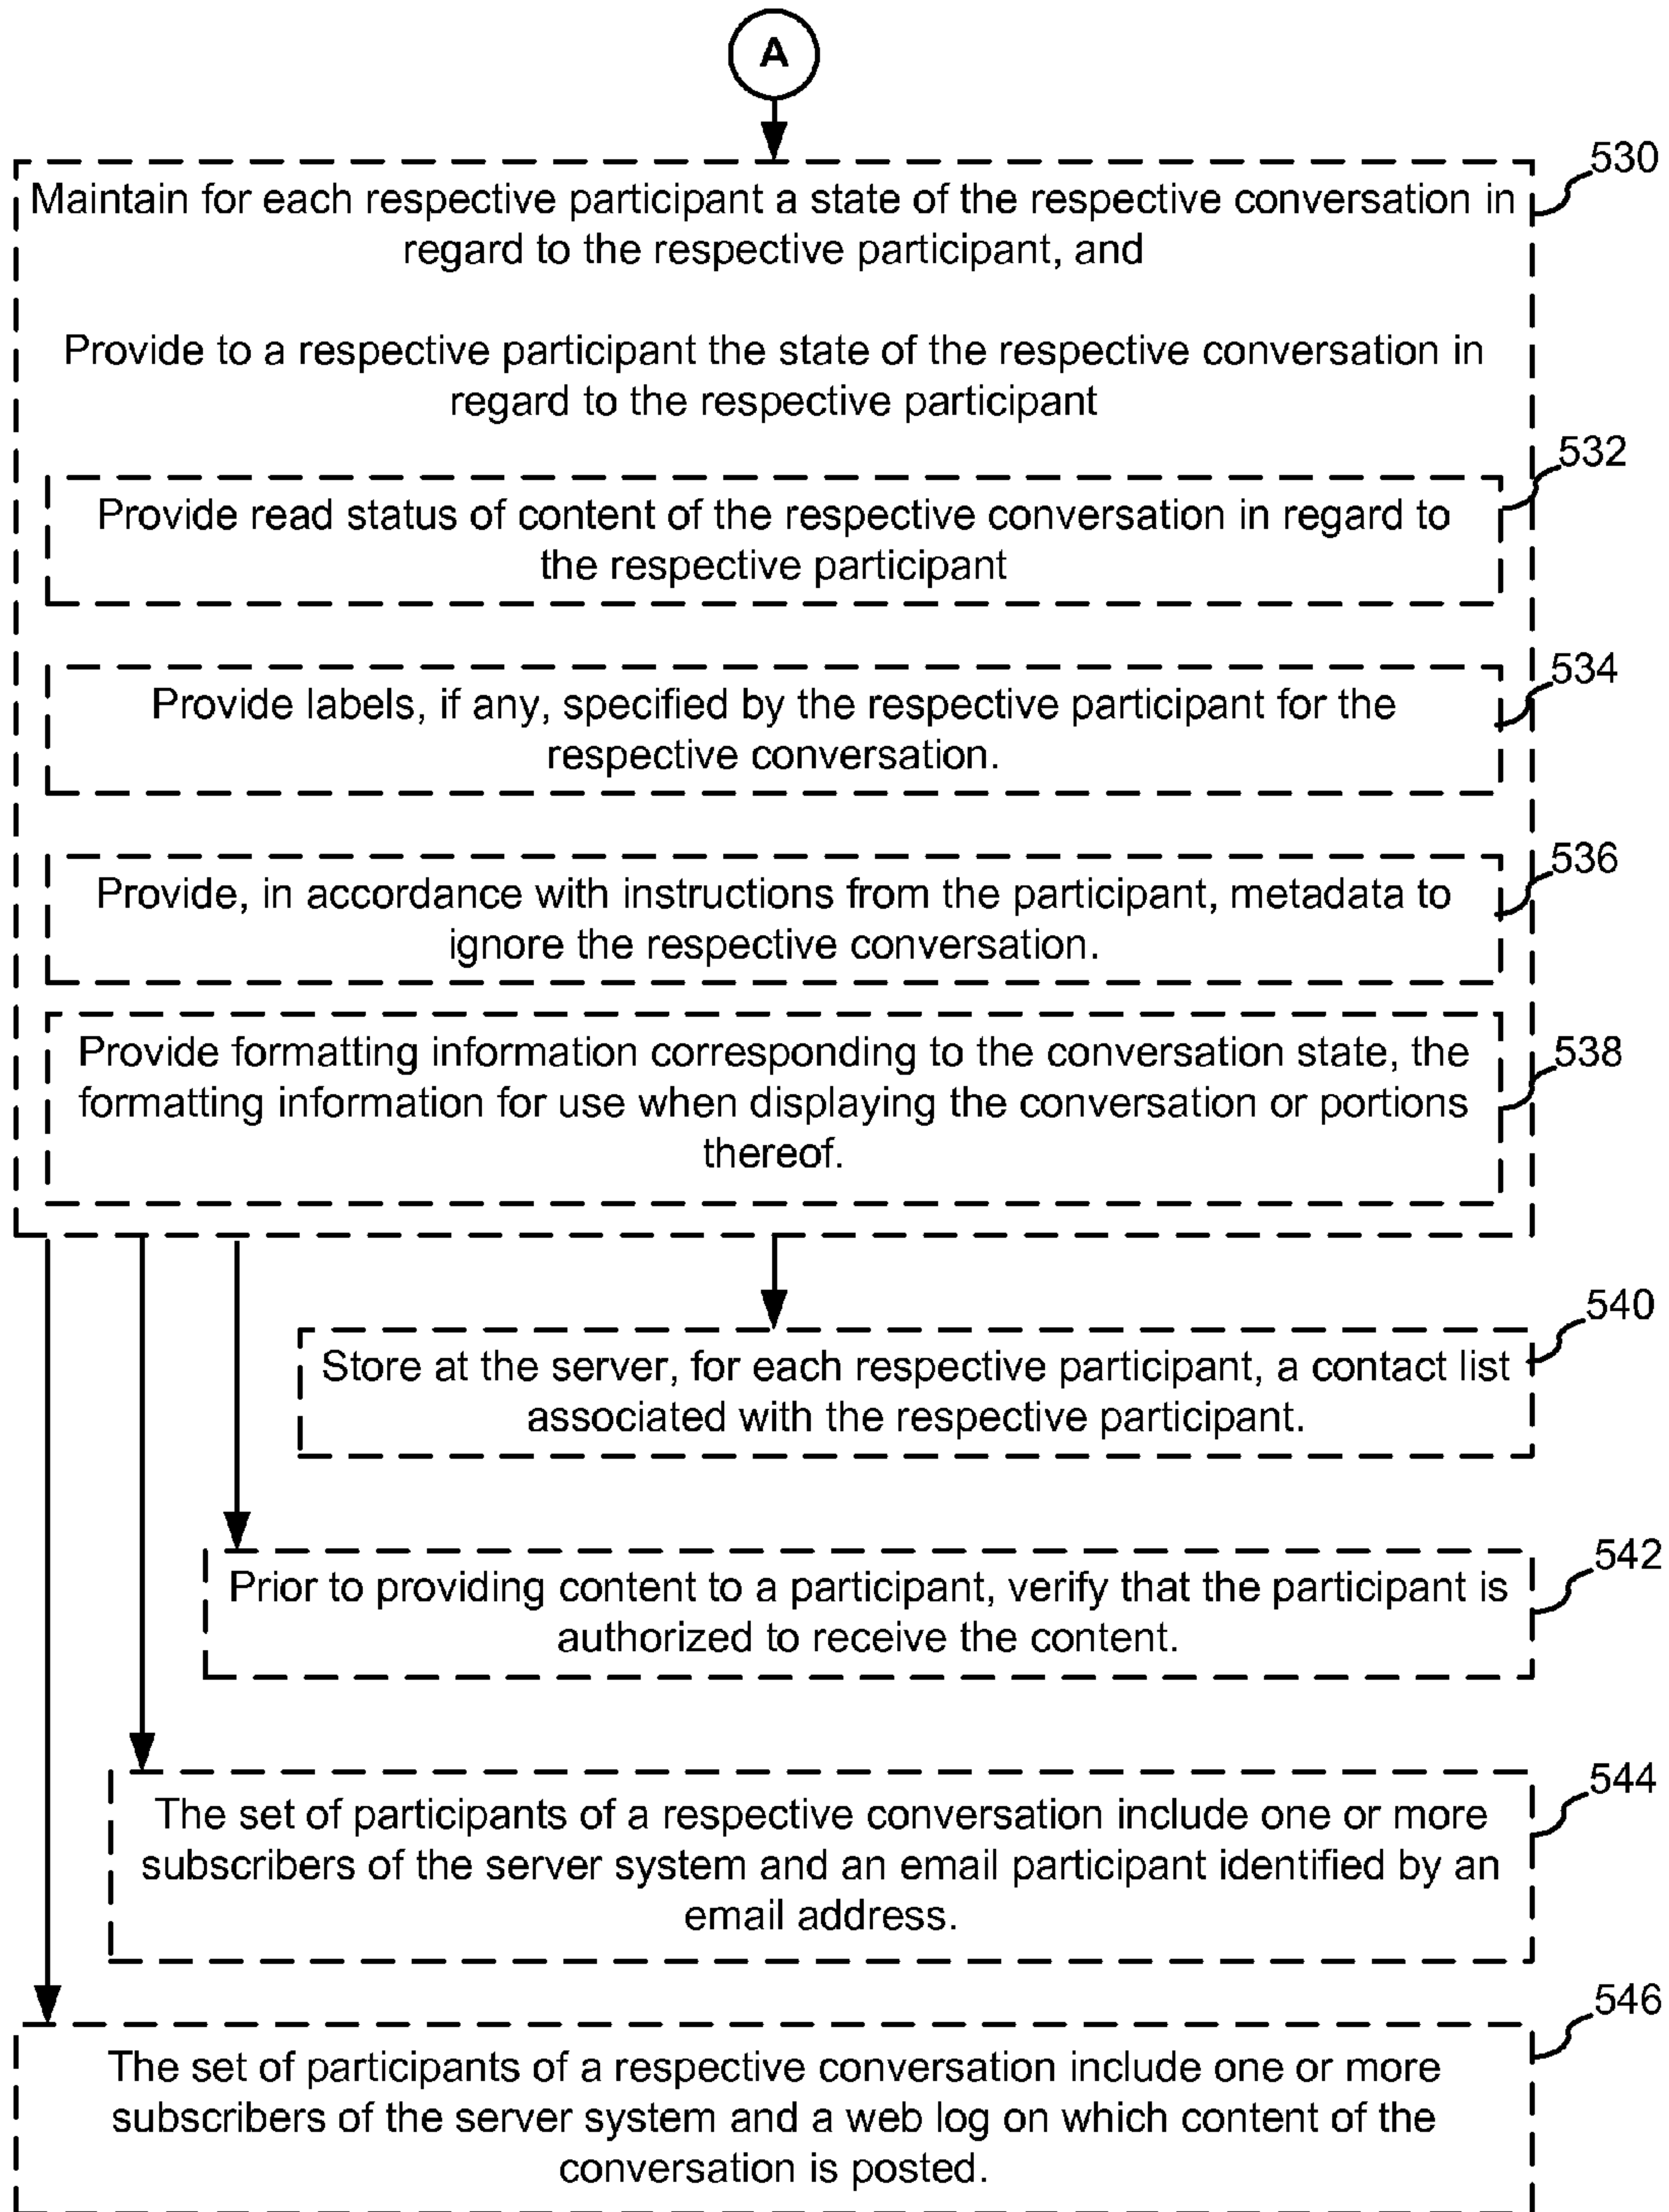 A
530
Maintain for each respective participant a state of the respective conversation in
regard to the respective participant, and
Provide to a respective participant the state of the respective conversation in
regard to the respective participant
532
Provide read status of content of the respective conversation in regard to
the respective participant
534
Provide labels, if any, specified by the respective participant for the
respective conversation.
536
Provide, in accordance with instructions from the participant, metadata to
ignore the respective conversation.
538
Provide formatting information corresponding to the conversation state, the
formatting information for use when displaying the conversation or portions
thereof.
540
Store at the server, for each respective participant, a contact list
associated with the respective participant.
542
Prior to providing content to a participant, verify that the participant is
authorized to receive the content.
544
The set of participants of a respective conversation include one or more
subscribers of the server system and an email participant identified by an
email address.
546
The set of participants of a respective conversation include one or more
subscribers of the server system and a web log on which content of the
conversation is posted.